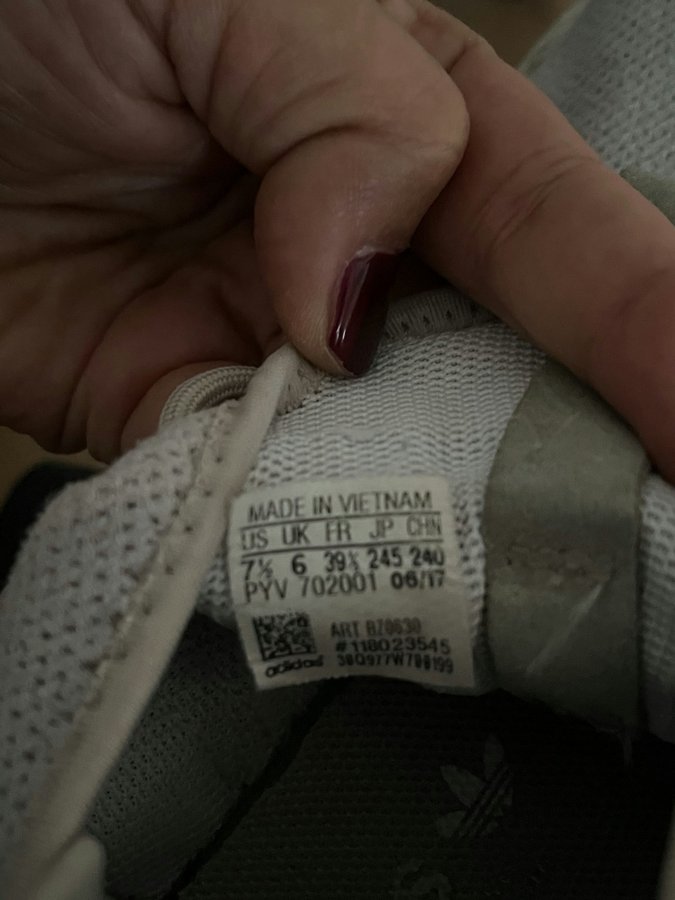 MADE IN VIETNAM
US UK FR JP CHN
7½ 6 39⅓ 245 240
PYV 702001 06/17
ART BZ0630
#118023545
adidas